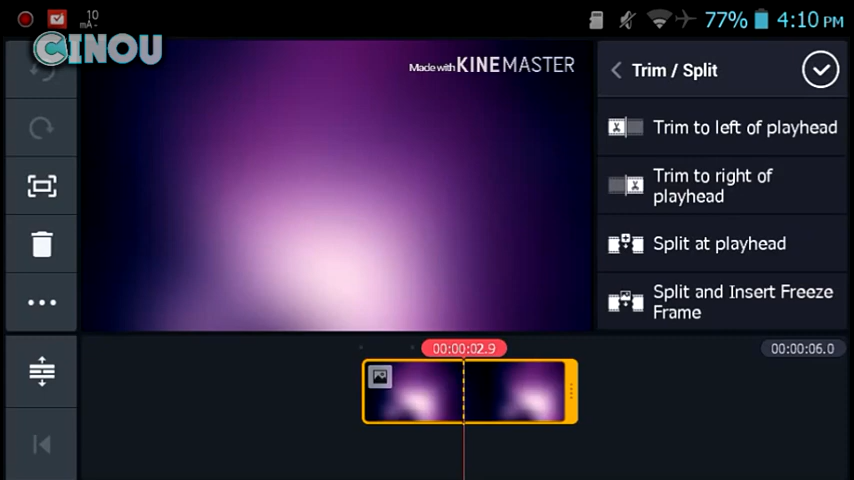 10
mA-
77%
4:10 PM
CINOU
Made with KINEMASTER
Trim / Split
Trim to left of playhead
Trim to right of
playhead
Split at playhead
Split and Insert Freeze
Frame
00:00:02.9
00:00:06.0